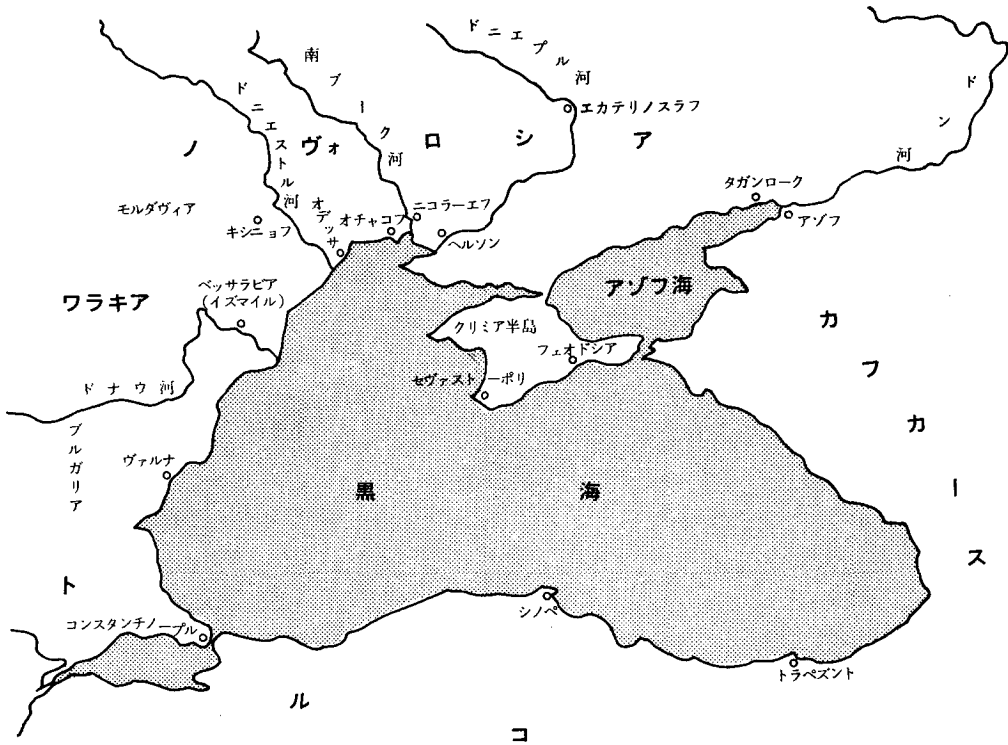 ドニエプル河
南ブーク河
ドン河
エカテリノスラフ
ドニエストル河
ノヴォロシア
タガンローク
モルダヴィア
キシニョフ
オデッサ
オチャコフ
ニコラーエフ
ヘルソン
アゾフ
ワラキア
ベッサラビア
(イズマイル)
アゾフ海
クリミア半島
フェオドシア
セヴァストーポリ
カフカース
ドナウ河
ブルガリア
ヴァルナ
黒海
トルコ
コンスタンチノープル
シノペ
トラペズント